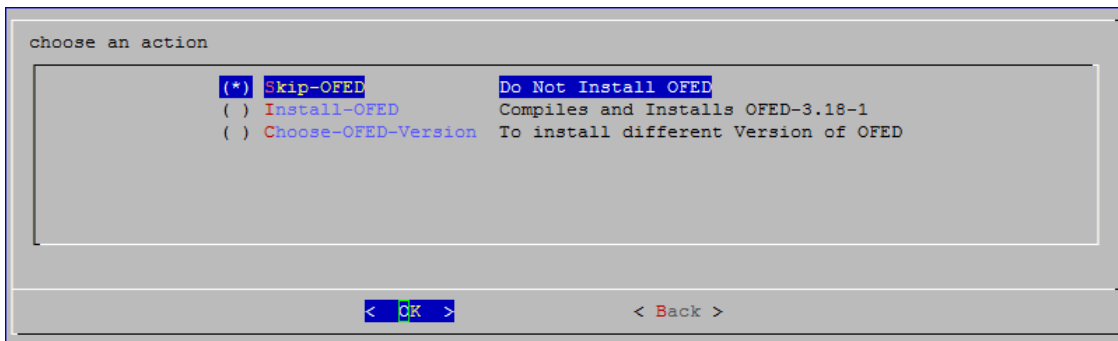 choose an action
(*) Skip-OFED Do Not Install OFED
( ) Install-OFED Compiles and Installs OFED-3.18-1
( ) Choose-OFED-Version To install different Version of OFED
< OK > < Back >